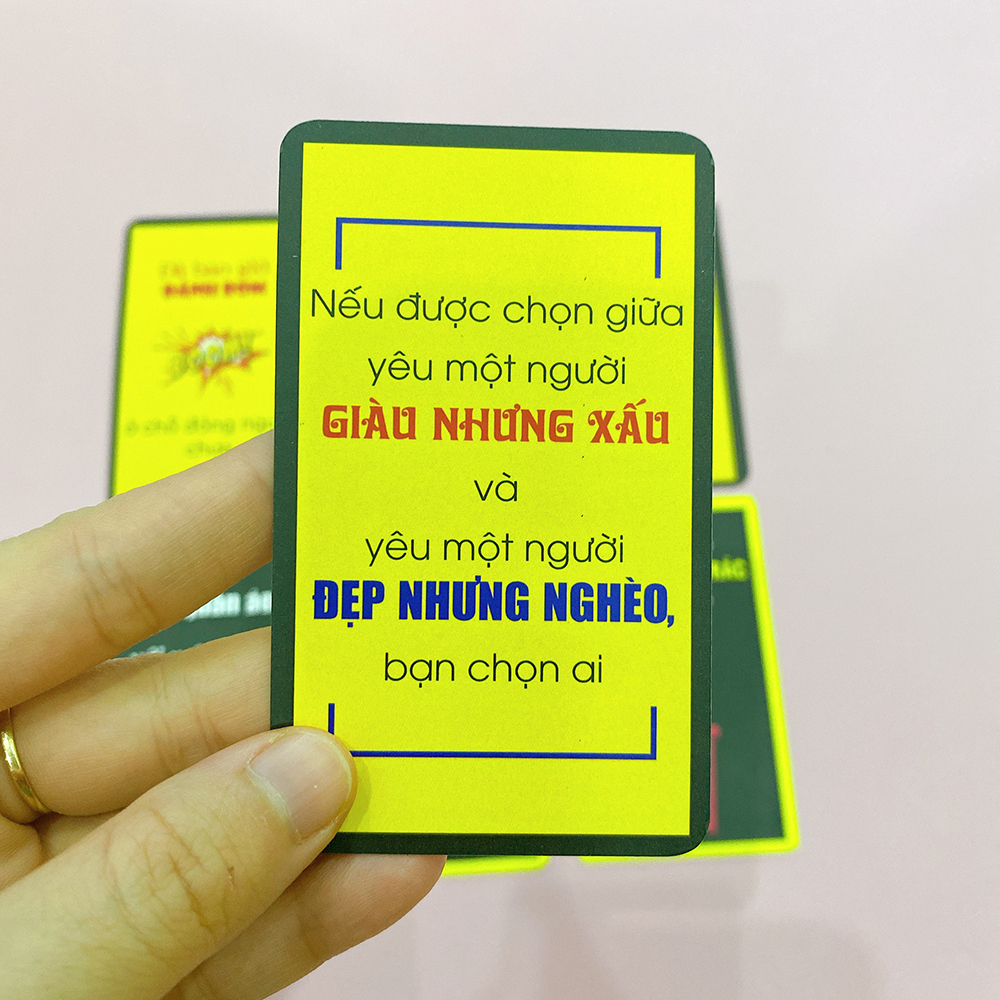 Nếu được chọn giữa
yêu một người
GIÀU NHƯNG XẤU
và
yêu một người
ĐẸP NHƯNG NGHÈO,
bạn chọn ai